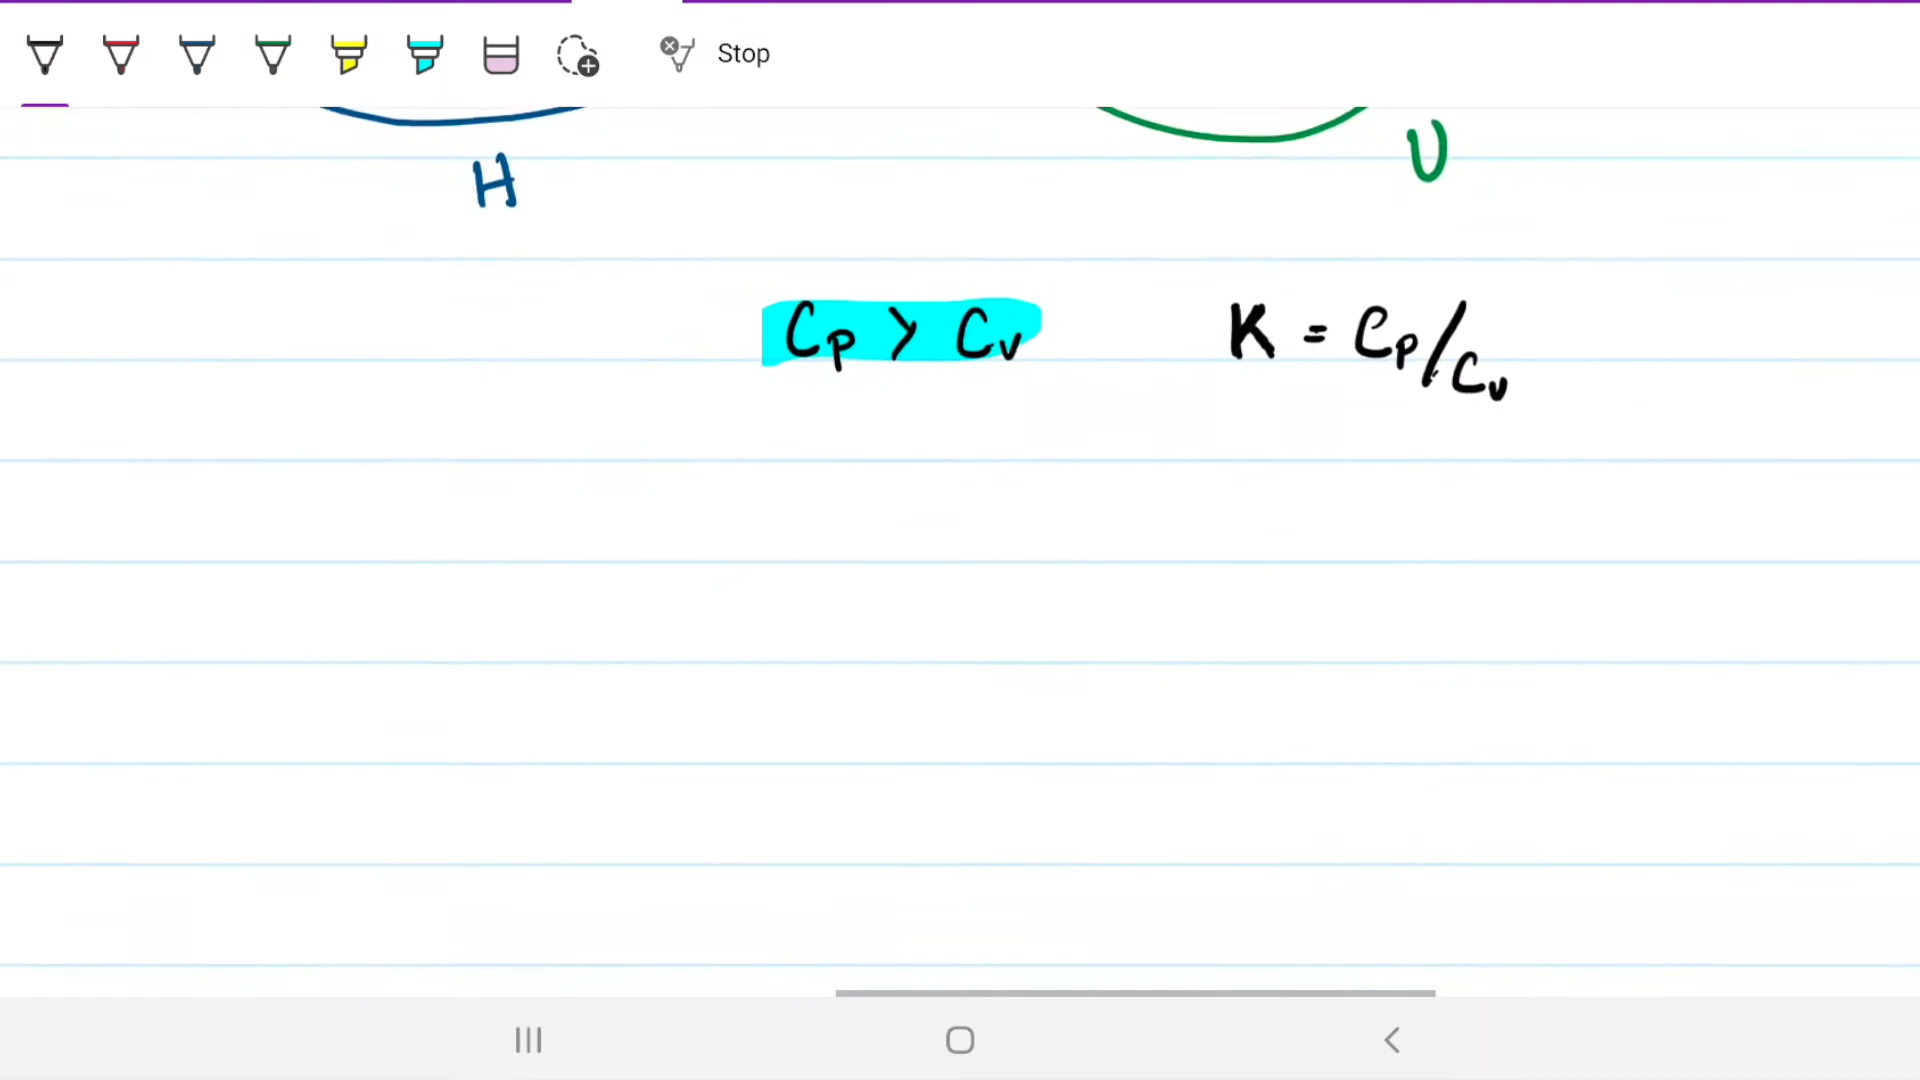 Stop
U
H
Cp > Cv
K = Cp/Cv